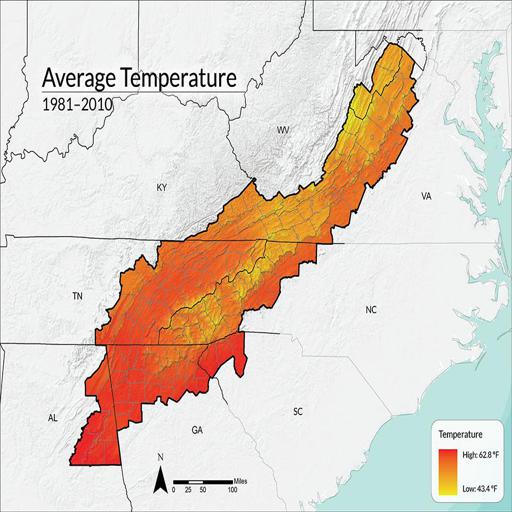 Average Temperature
1981–2010
WV
KY
VA
TN
NC
AL
GA
SC
N
0 25 50 100 Miles
Temperature
High: 62.8 °F
Low: 43.4 °F